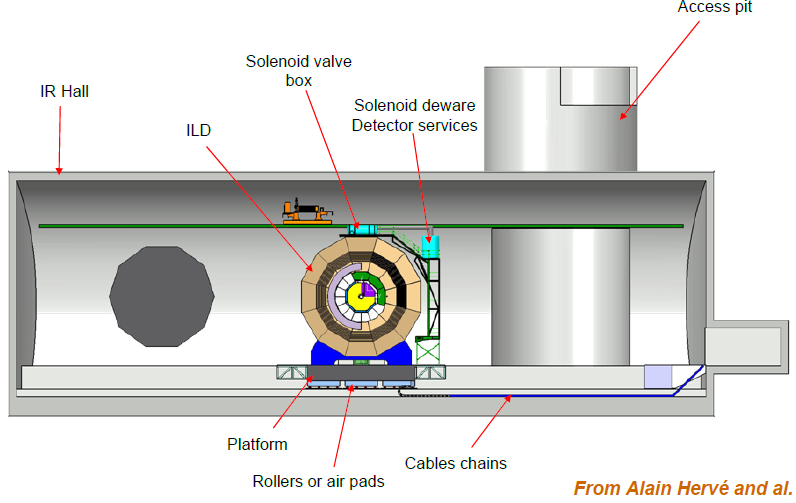 Access pit
Solenoid valve
box
IR Hall
Solenoid deware
Detector services
ILD
Platform
Rollers or air pads
Cables chains
From Alain Hervé and al.